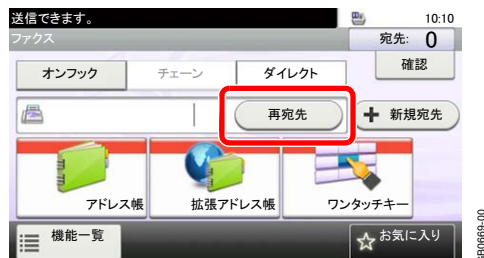 送信できます。
10:10
ファクス
宛先: 0
オンフック
チェーン
ダイレクト
確認
再宛先
新規宛先
アドレス帳
拡張アドレス帳
ワンタッチキー
機能一覧
お気に入り